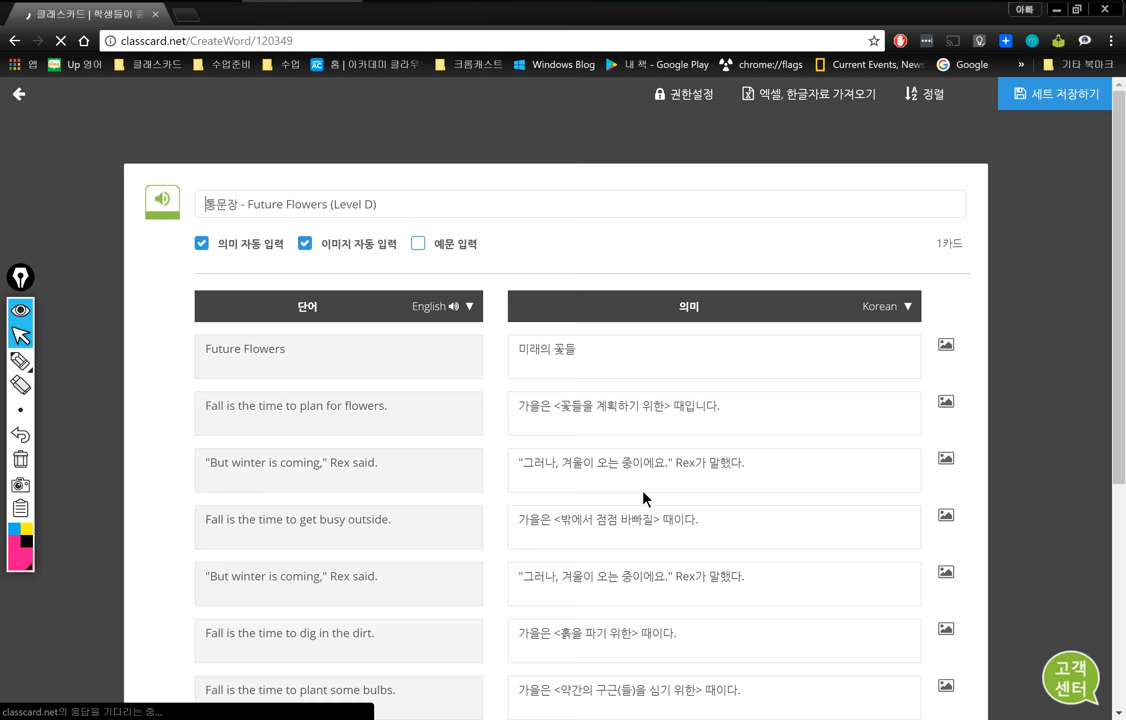 클래스카드 | 학생들이
아빠
classcard.net/CreateWord/120349
앱 Up 영어 클래스카드 수업준비 수업 홈 | 아카데미 클라우 크롬캐스트 Windows Blog 내 책 - Google Play chrome://flags Current Events, News Google » 기타 북마크
권한설정 엑셀, 한글자료 가져오기 정렬 세트 저장하기
통문장 - Future Flowers (Level D)
의미 자동 입력 이미지 자동 입력 예문 입력 1카드
단어 English ▼ 의미 Korean ▼
Future Flowers 미래의 꽃들
Fall is the time to plan for flowers. 가을은 <꽃들을 계획하기 위한> 때입니다.
"But winter is coming," Rex said. "그러나, 겨울이 오는 중이에요." Rex가 말했다.
Fall is the time to get busy outside. 가을은 <밖에서 점점 바빠질> 때이다.
"But winter is coming," Rex said. "그러나, 겨울이 오는 중이에요." Rex가 말했다.
Fall is the time to dig in the dirt. 가을은 <흙을 파기 위한> 때이다.
Fall is the time to plant some bulbs. 가을은 <약간의 구근(들)을 심기 위한> 때이다.
고객
센터
classcard.net의 응답을 기다리는 중...